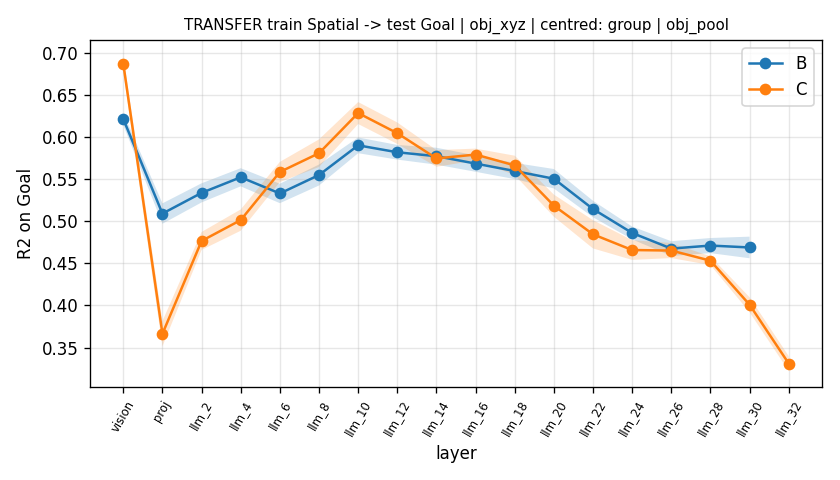 TRANSFER train Spatial -> test Goal | obj_xyz | centred: group | obj_pool
B
C
R2 on Goal
0.70
0.65
0.60
0.55
0.50
0.45
0.40
0.35
vision
proj
llm_2
llm_4
llm_6
llm_8
llm_10
llm_12
llm_14
llm_16
llm_18
llm_20
llm_22
llm_24
llm_26
llm_28
llm_30
llm_32
layer